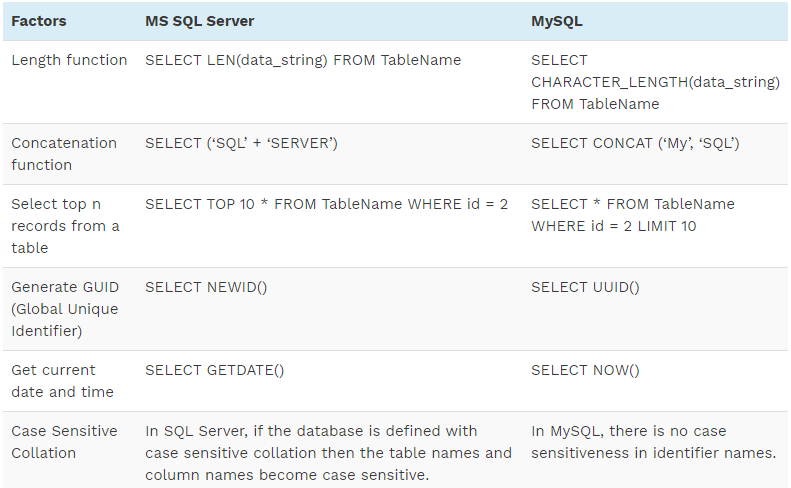 Factors MS SQL Server MySQL
Length function SELECT LEN(data_string) FROM TableName SELECT
CHARACTER_LENGTH(data_string)
FROM TableName
Concatenation SELECT (‘SQL’ + ‘SERVER’) SELECT CONCAT (‘My’, ‘SQL’)
function
Select top n SELECT TOP 10 * FROM TableName WHERE id = 2 SELECT * FROM TableName
records from a WHERE id = 2 LIMIT 10
table
Generate GUID SELECT NEWID() SELECT UUID()
(Global Unique
Identifier)
Get current SELECT GETDATE() SELECT NOW()
date and time
Case Sensitive In SQL Server, if the database is defined with In MySQL, there is no case
Collation case sensitive collation then the table names and sensitiveness in identifier names.
column names become case sensitive.